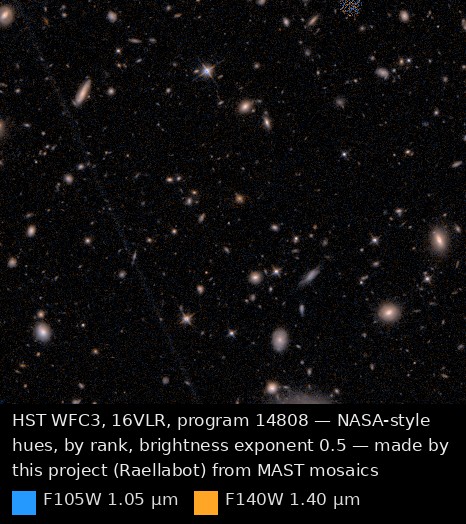 HST WFC3, 16VLR, program 14808 — NASA-style
hues, by rank, brightness exponent 0.5 — made by
this project (Raellabot) from MAST mosaics
F105W 1.05 µm F140W 1.40 µm